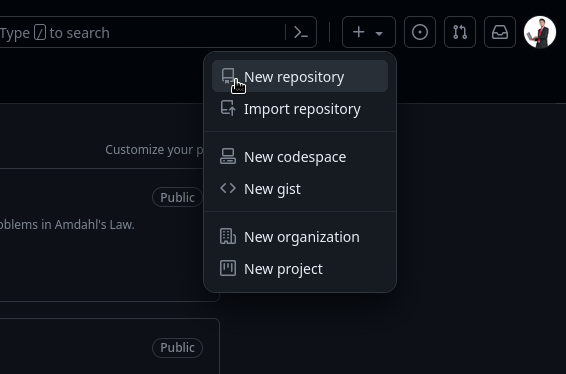 Type / to search
New repository
Import repository
Customize your p
New codespace
Public
New gist
oblems in Amdahl's Law.
New organization
New project
Public